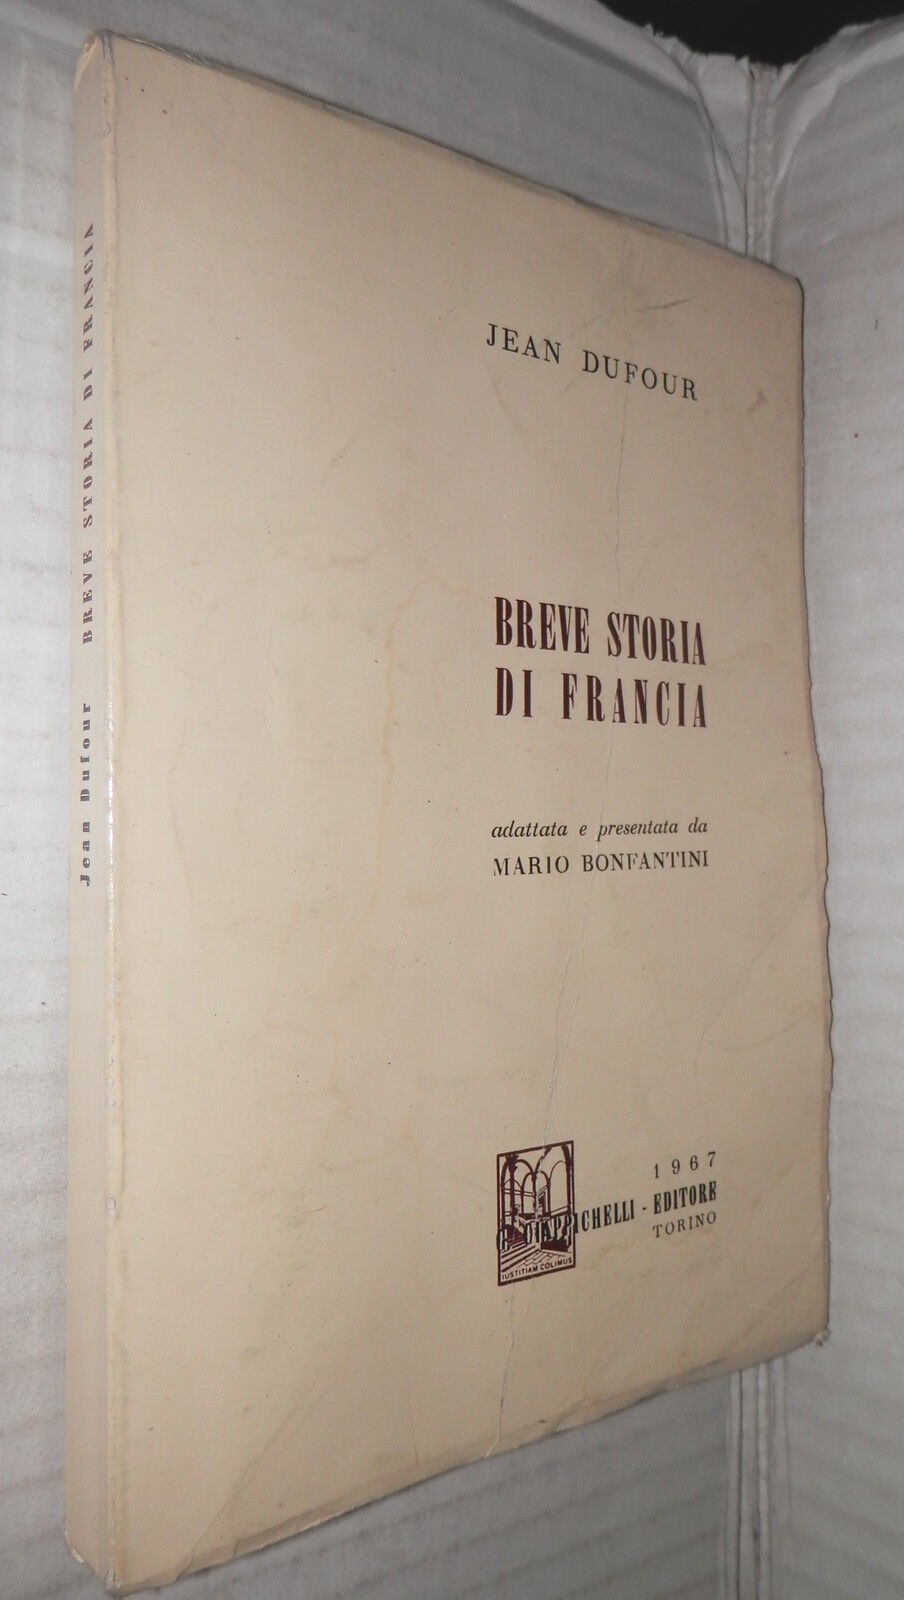 Jean Dufour BREVE STORIA DI FRANCIA
JEAN DUFOUR
BREVE STORIA
DI FRANCIA
adattata e presentata da
MARIO BONFANTINI
1967
G. GIAPPICHELLI - EDITORE
TORINO
IUSTITIAM COLIMUS